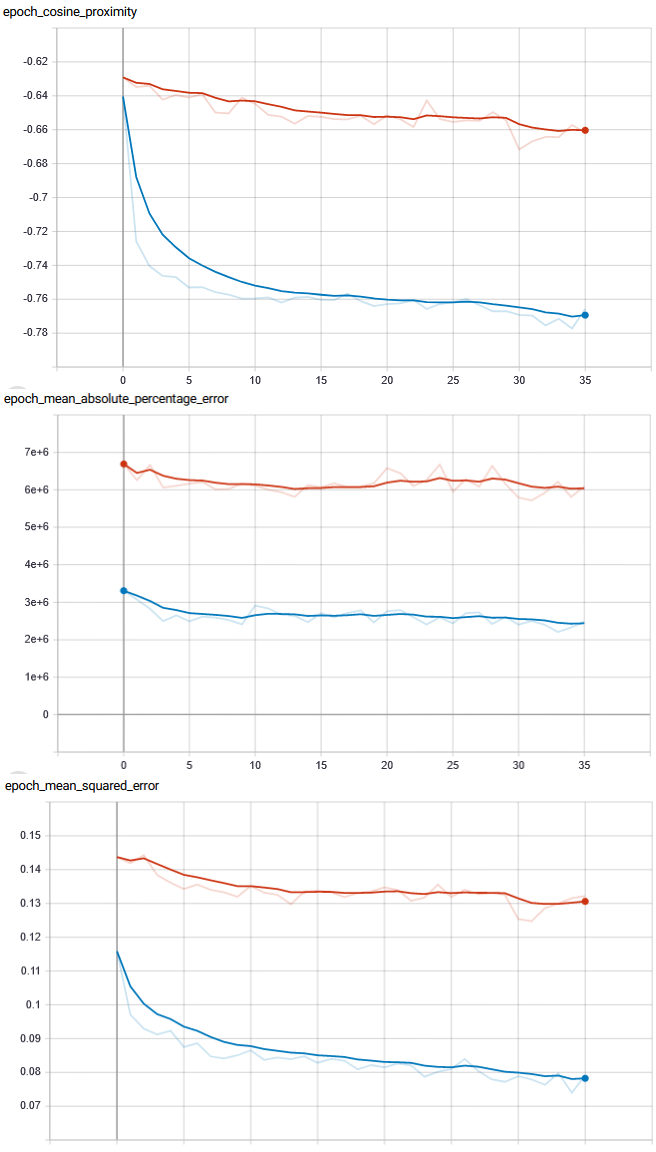 epoch_cosine_proximity
-0.62
-0.64
-0.66
-0.68
-0.7
-0.72
-0.74
-0.76
-0.78
0 5 10 15 20 25 30 35
epoch_mean_absolute_percentage_error
7e+6
6e+6
5e+6
4e+6
3e+6
2e+6
1e+6
0
0 5 10 15 20 25 30 35
epoch_mean_squared_error
0.15
0.14
0.13
0.12
0.11
0.1
0.09
0.08
0.07